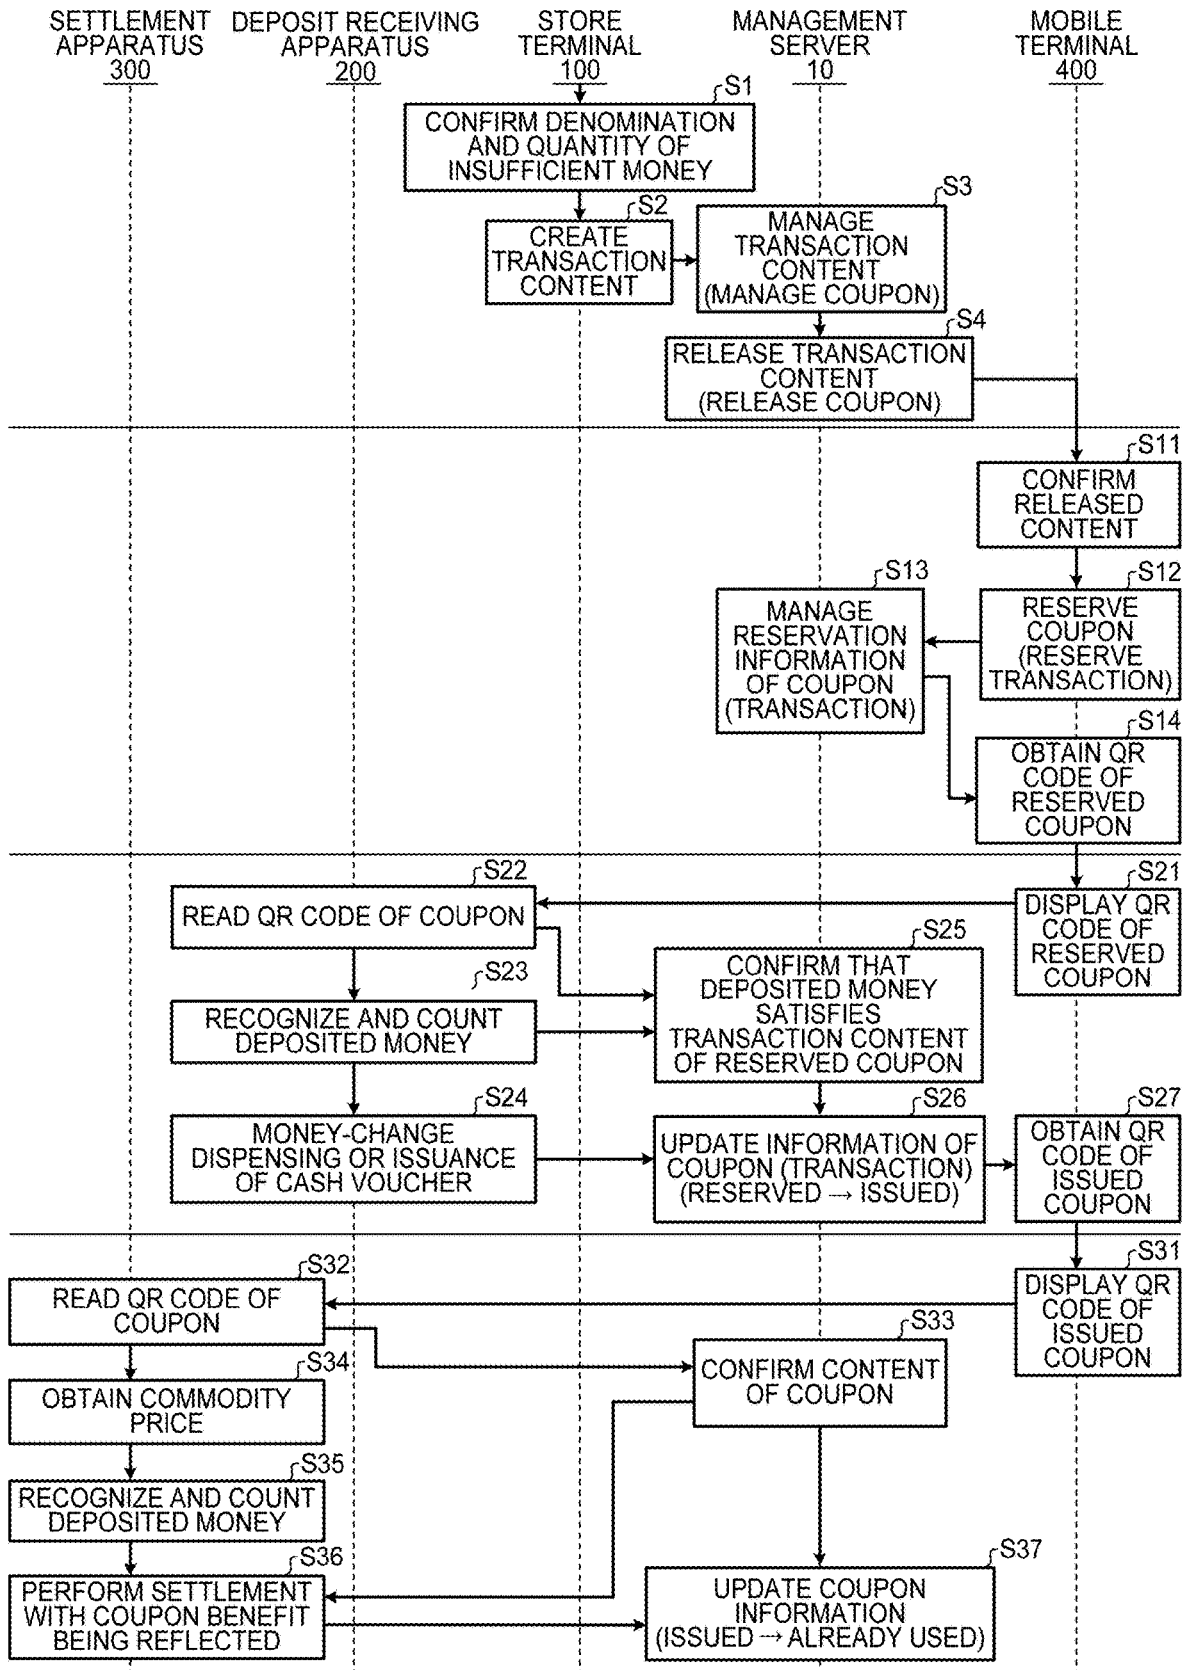 SETTLEMENT
APPARATUS
300
DEPOSIT RECEIVING
APPARATUS
200
STORE
TERMINAL
100
MANAGEMENT
SERVER
10
MOBILE
TERMINAL
400
S1
CONFIRM DENOMINATION
AND QUANTITY OF
INSUFFICIENT MONEY
S2
CREATE
TRANSACTION
CONTENT
S3
MANAGE
TRANSACTION
CONTENT
(MANAGE COUPON)
S4
RELEASE TRANSACTION
CONTENT
(RELEASE COUPON)
S11
CONFIRM
RELEASED
CONTENT
S12
RESERVE
COUPON
(RESERVE
TRANSACTION)
S13
MANAGE
RESERVATION
INFORMATION
OF COUPON
(TRANSACTION)
S14
OBTAIN QR
CODE OF
RESERVED
COUPON
S21
DISPLAY QR
CODE OF
RESERVED
COUPON
S22
READ QR CODE OF COUPON
S23
RECOGNIZE AND COUNT
DEPOSITED MONEY
S25
CONFIRM THAT
DEPOSITED MONEY
SATISFIES
TRANSACTION CONTENT
OF RESERVED COUPON
S24
MONEY-CHANGE
DISPENSING OR ISSUANCE
OF CASH VOUCHER
S26
UPDATE INFORMATION OF
COUPON (TRANSACTION)
(RESERVED → ISSUED)
S27
OBTAIN QR
CODE OF
ISSUED
COUPON
S31
DISPLAY QR
CODE OF
ISSUED
COUPON
S32
READ QR CODE OF
COUPON
S33
CONFIRM CONTENT
OF COUPON
S34
OBTAIN COMMODITY
PRICE
S35
RECOGNIZE AND COUNT
DEPOSITED MONEY
S36
PERFORM SETTLEMENT
WITH COUPON BENEFIT
BEING REFLECTED
S37
UPDATE COUPON
INFORMATION
(ISSUED → ALREADY USED)